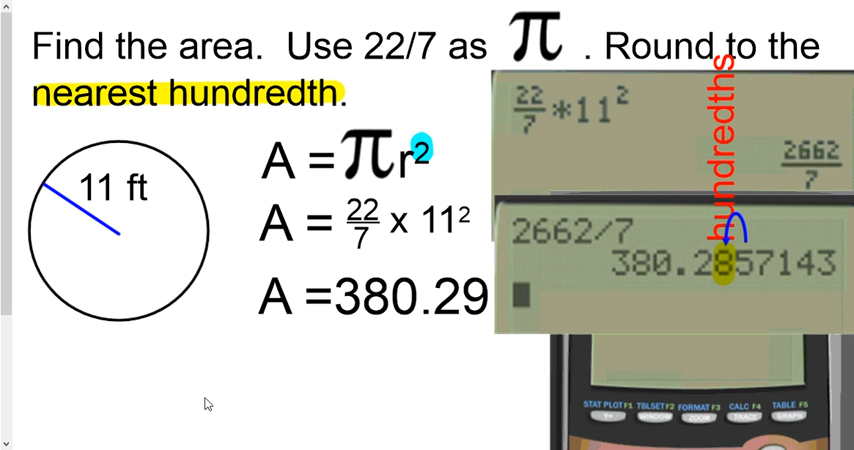 Find the area. Use 22/7 as π . Round to the
nearest hundredth.
11 ft
A = πr²
A = 22/7 x 11²
A =380.29
hundredths
22/7*11²
2662/7
2662/7
380.2857143
STAT PLOT F1 TBLSET F2 FORMAT F3 CALC F4 TABLE F5
Y= WINDOW ZOOM TRACE GRAPH